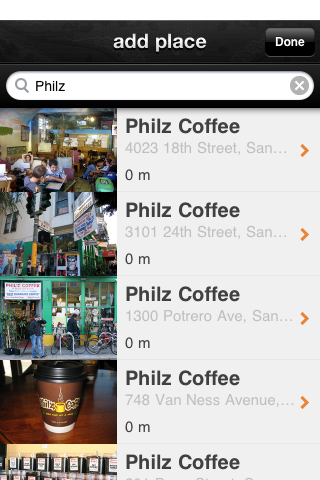 add place
Done
Philz
Philz Coffee
4023 18th Street, San...
0 m
Philz Coffee
3101 24th Street, San...
0 m
PHILZ COFFEE
Philz Coffee
1300 Potrero Ave, San...
0 m
Philz Coffee
748 Van Ness Avenue,...
0 m
Philz Coffee